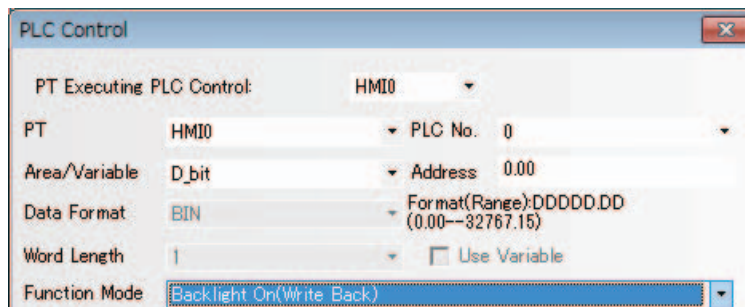 PLC Control
PT Executing PLC Control: HMI0
PT HMI0 PLC No. 0
Area/Variable D_bit Address 0.00
Data Format BIN Format(Range):DDDDD.DD
(0.00--32767.15)
Word Length 1 Use Variable
Function Mode Backlight On(Write Back)